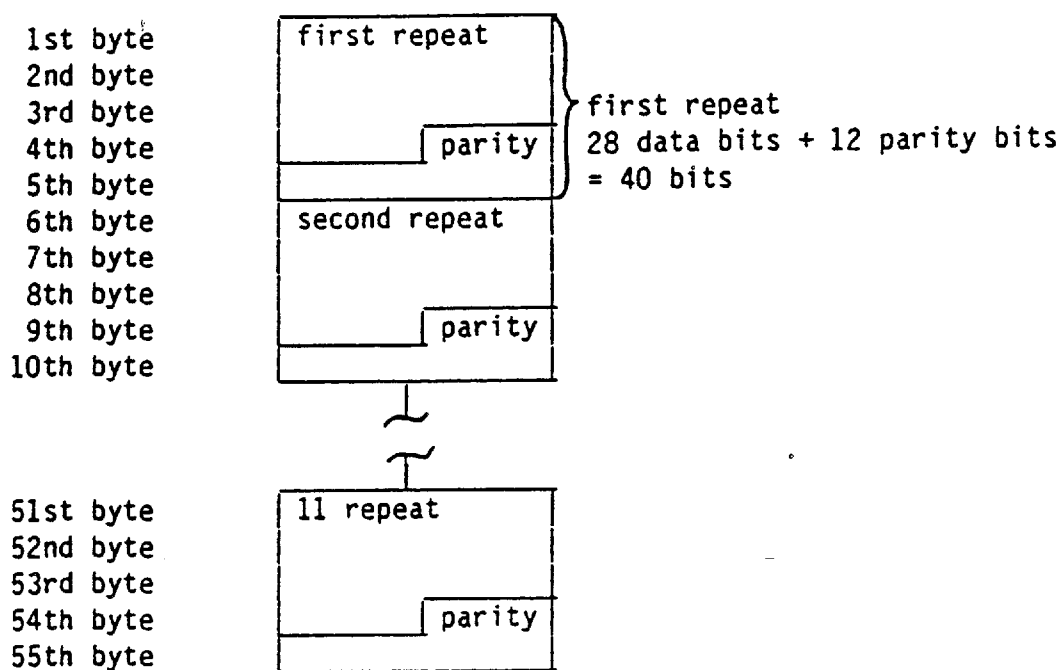 1st byte
first repeat
2nd byte
3rd byte
first repeat
4th byte
parity
28 data bits + 12 parity bits
5th byte
= 40 bits
6th byte
second repeat
7th byte
8th byte
9th byte
parity
10th byte
51st byte
11 repeat
52nd byte
53rd byte
54th byte
parity
55th byte